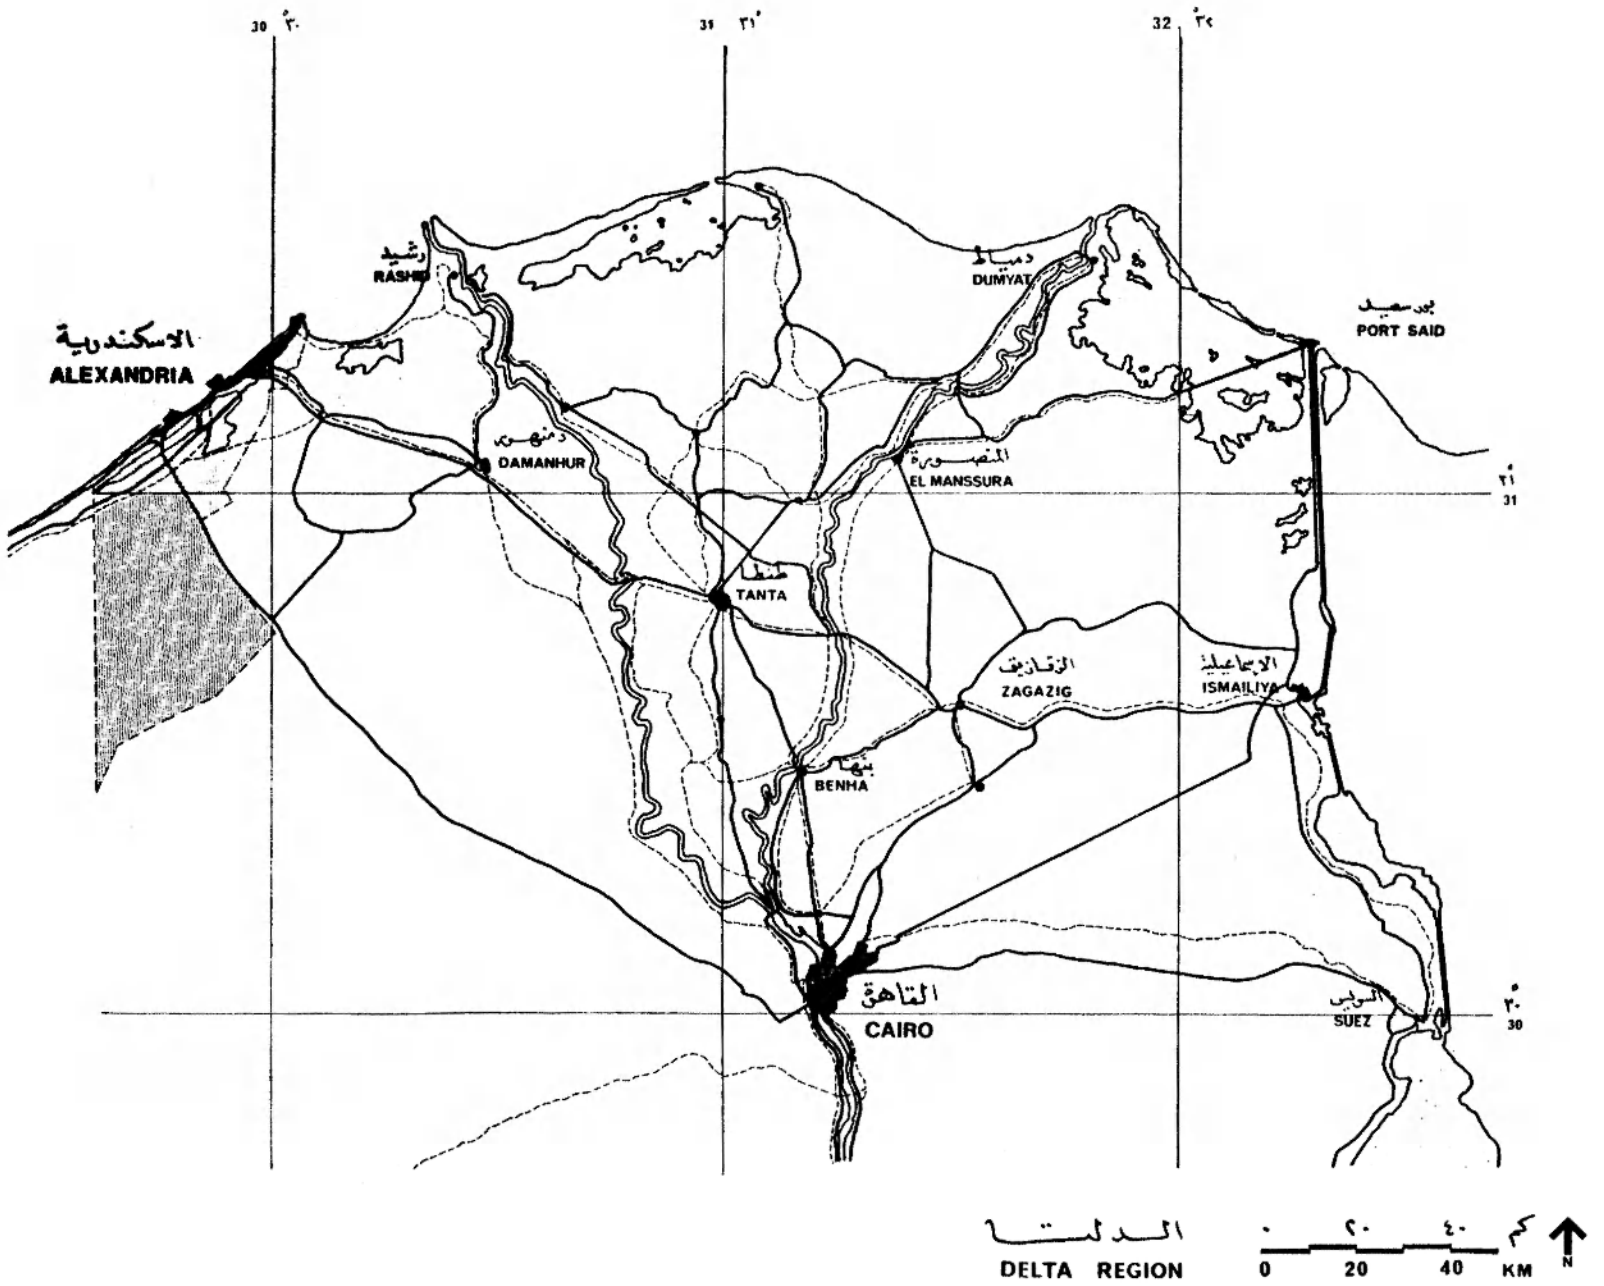 30 °٣٠
31 ٣١°
32 °٣٢
رشيد
RASHID
دمياط
DUMYAT
الاسكندرية
ALEXANDRIA
بورسعيد
PORT SAID
دمنهور
DAMANHUR
المنصورة
EL MANSSURA
٣١°
31
طنطا
TANTA
الزقازيق
ZAGAZIG
الإسماعيلية
ISMAILIYA
بنها
BENHA
القاهرة
CAIRO
السويس
SUEZ
٣٠°
30
الدلتا
DELTA REGION
٠ ٢٠ ٤٠ كم
0 20 40 KM
N